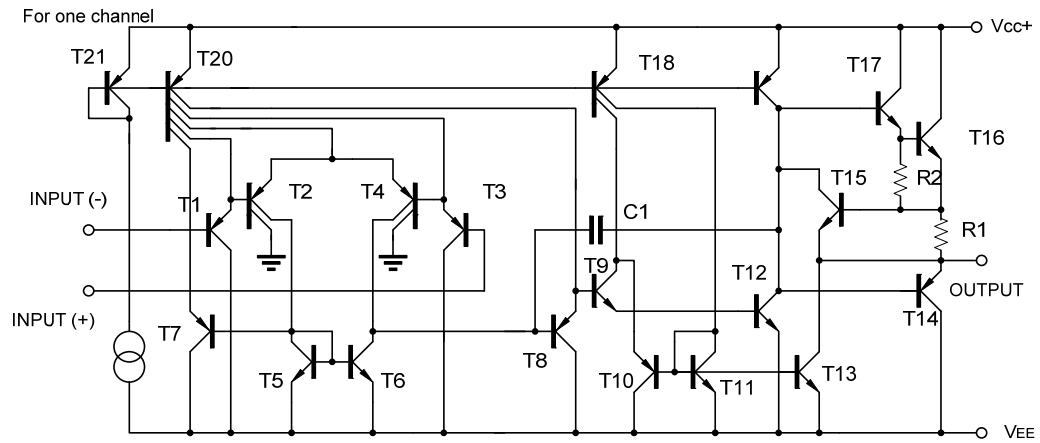 For one channel
Vcc+
T21
T20
T18
T17
T16
R2
T15
INPUT (-)
T1
T2
T4
T3
C1
R1
T9
T12
OUTPUT
INPUT (+)
T7
T8
T14
T5
T6
T10
T11
T13
VEE